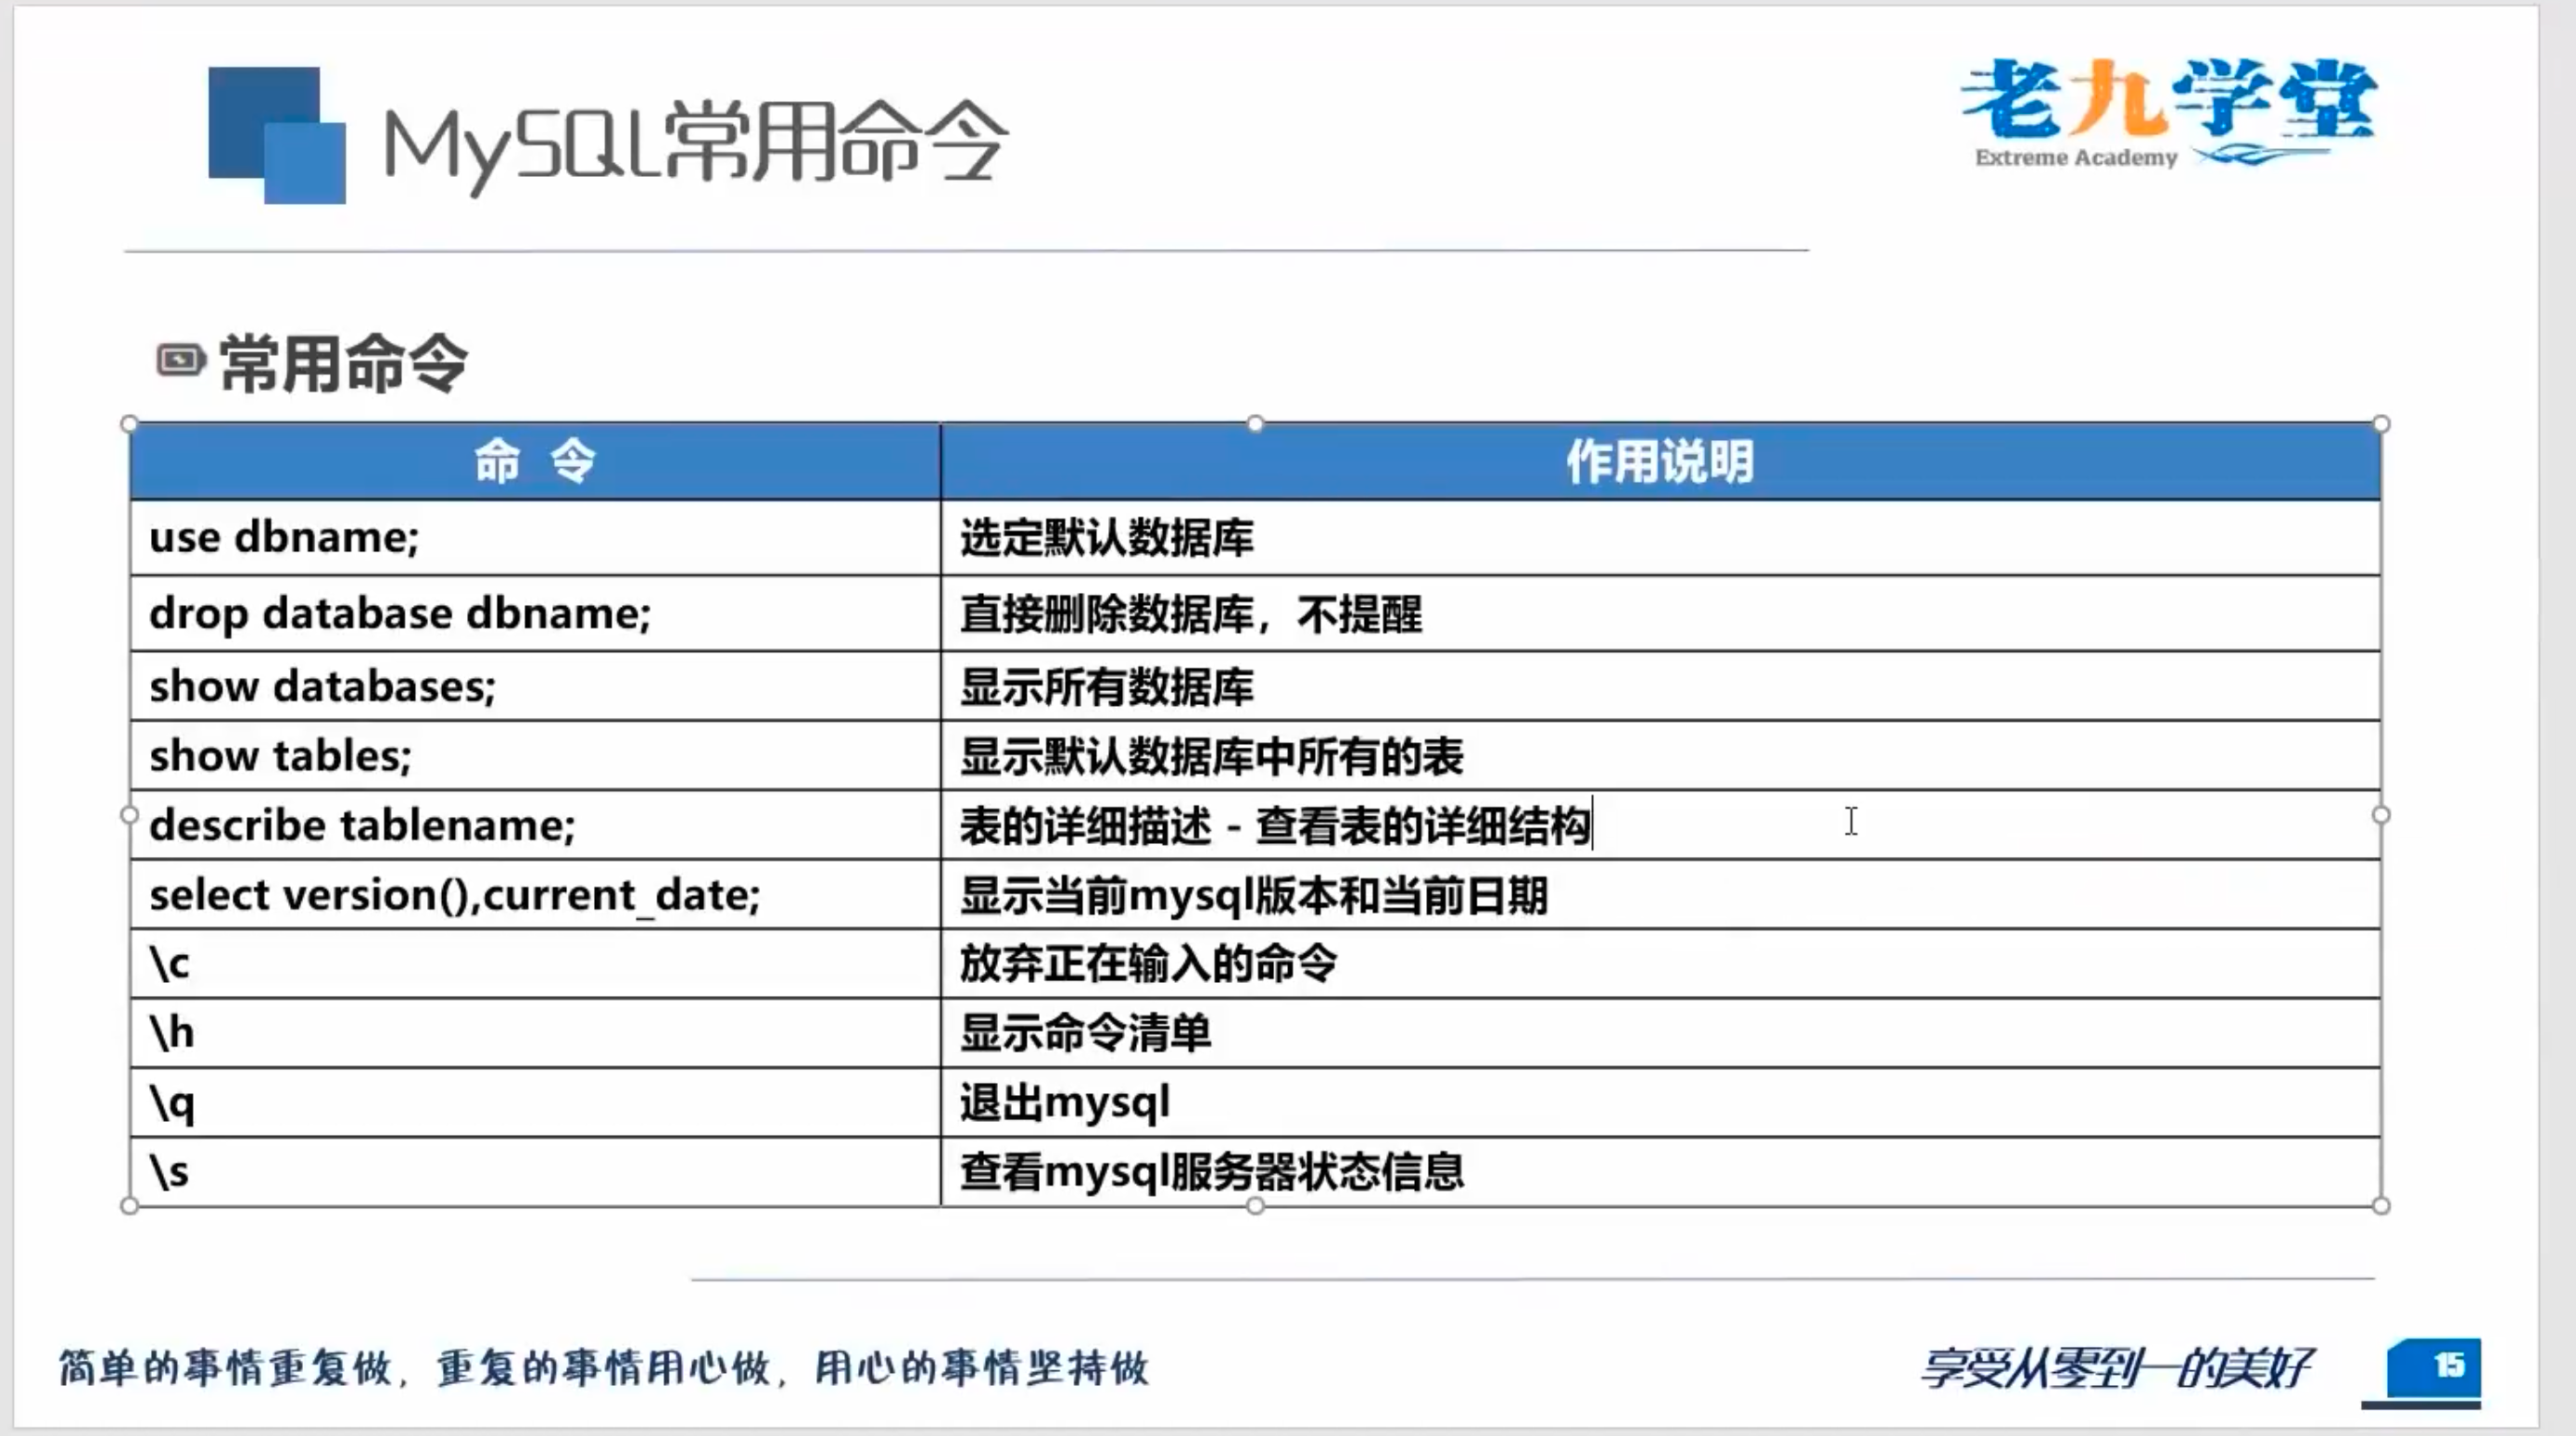 MySQL常用命令
老九学堂
Extreme Academy
常用命令
命 令 作用说明
use dbname; 选定默认数据库
drop database dbname; 直接删除数据库，不提醒
show databases; 显示所有数据库
show tables; 显示默认数据库中所有的表
describe tablename; 表的详细描述 - 查看表的详细结构
select version(),current_date; 显示当前mysql版本和当前日期
\c 放弃正在输入的命令
\h 显示命令清单
\q 退出mysql
\s 查看mysql服务器状态信息
简单的事情重复做，重复的事情用心做，用心的事情坚持做
享受从零到一的美好
15